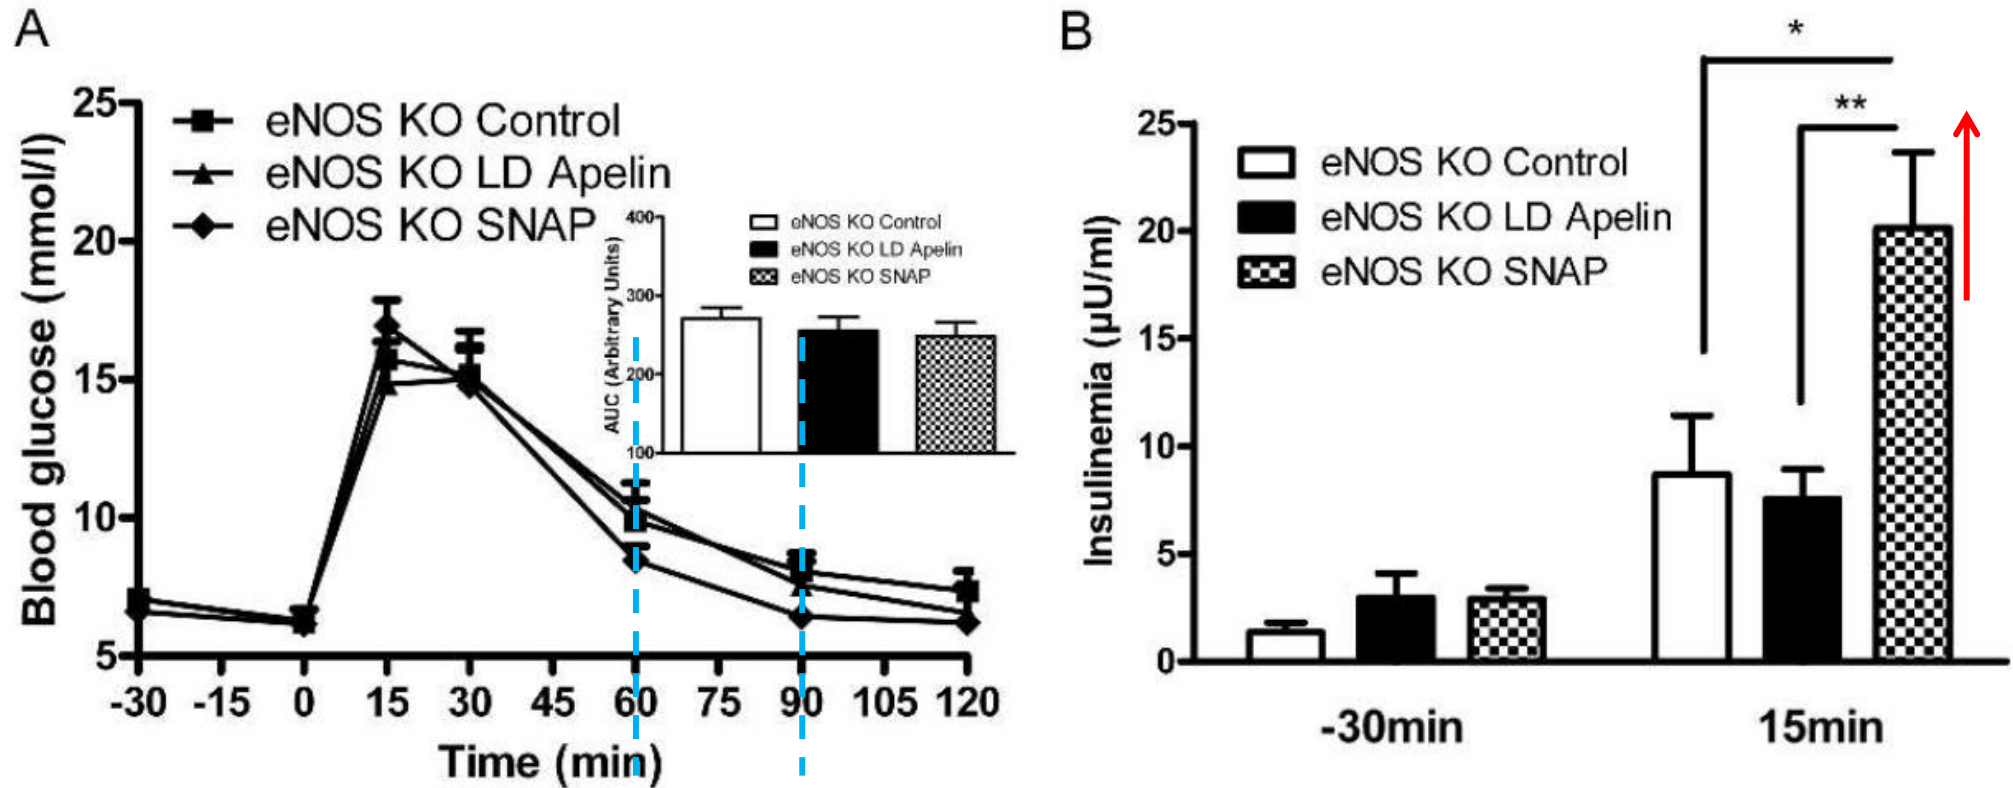 A
25
20
15
10
5
Blood glucose (mmol/l)
eNOS KO Control
eNOS KO LD Apelin
eNOS KO SNAP
400
300
200
100
AUC (Arbitrary Units)
eNOS KO Control
eNOS KO LD Apelin
eNOS KO SNAP
-30 -15 0 15 30 45 60 75 90 105 120
Time (min)
B
*
**
25
20
15
10
5
0
Insulinemia (µU/ml)
eNOS KO Control
eNOS KO LD Apelin
eNOS KO SNAP
-30min 15min